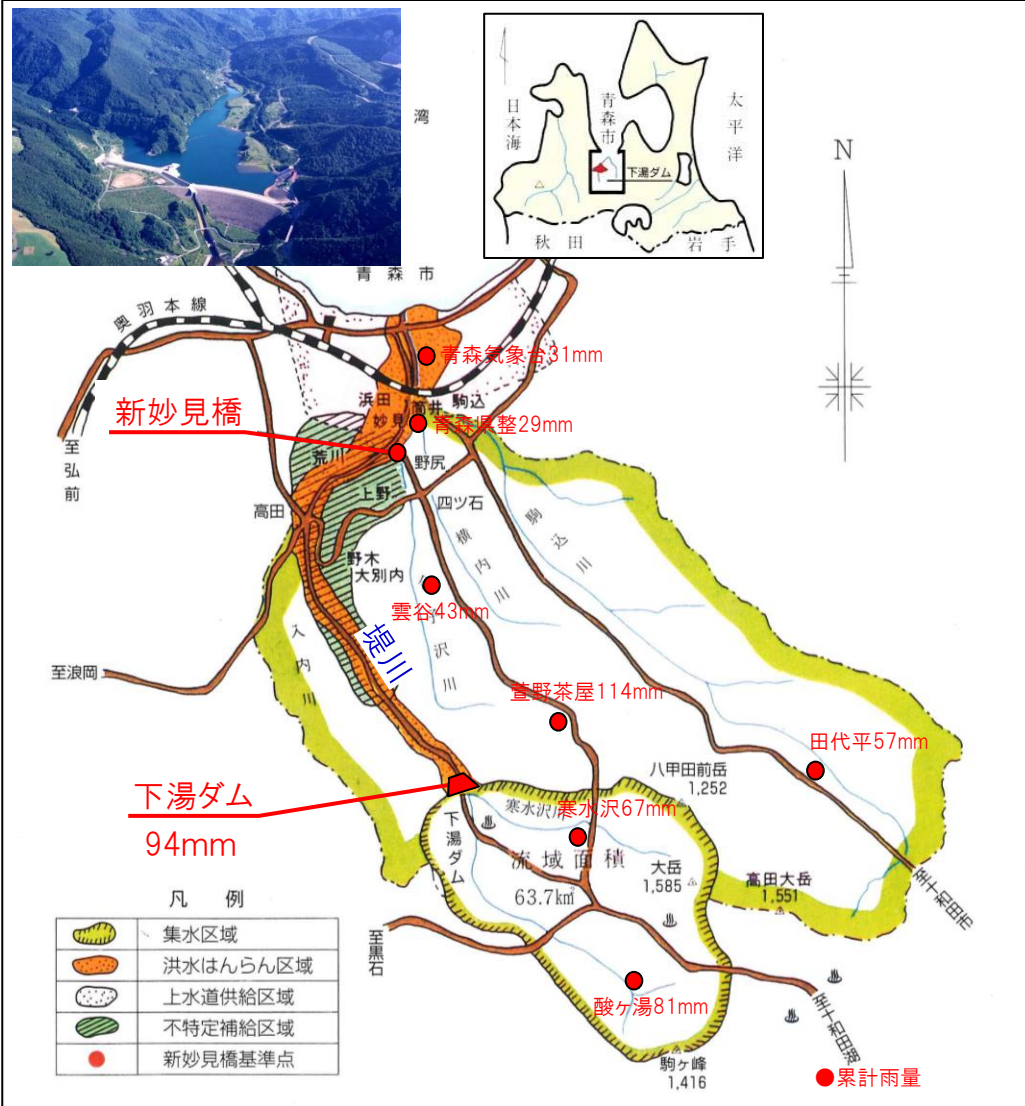 湾
日本海
青森市
太平洋
下湯ダム
秋田
岩手
N
青森市
奥羽本線
青森気象台31mm
浜田
妙見
筒井
駒込
青森県整29mm
新妙見橋
至弘前
荒川
野尻
上野
四ツ石
高田
横内川
駒込川
野木
大別内
雲谷43mm
沢川
入内川
堤川
至浪岡
萱野茶屋114mm
田代平57mm
八甲田前岳
1,252
下湯ダム
94mm
寒水沢川
寒水沢67mm
下湯ダム
流域面積
63.7k㎡
大岳
1,585
高田大岳
1,551
至十和田市
至黒石
凡例
集水区域
洪水はんらん区域
上水道供給区域
不特定補給区域
新妙見橋基準点
酸ヶ湯81mm
至十和田湖
駒ヶ峰
1,416
累計雨量